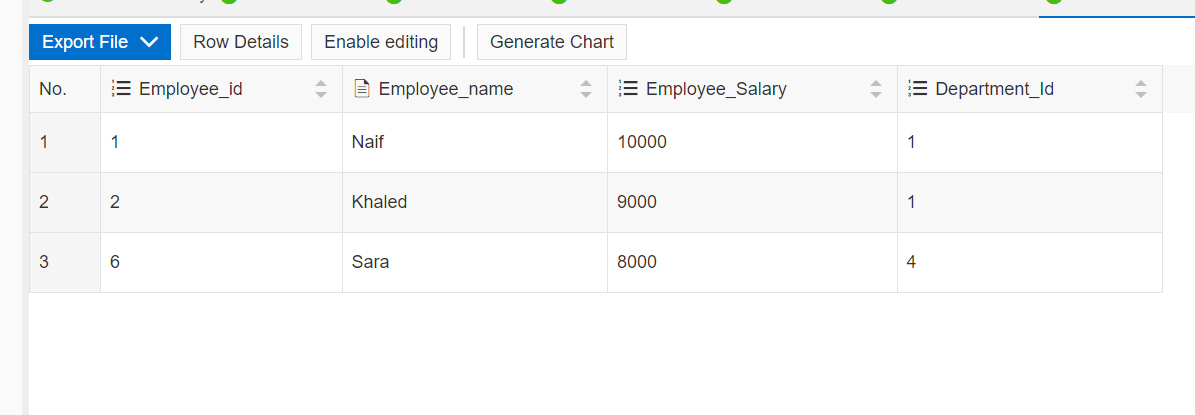 Export File Row Details Enable editing Generate Chart
No. Employee_id Employee_name Employee_Salary Department_Id
1 1 Naif 10000 1
2 2 Khaled 9000 1
3 6 Sara 8000 4